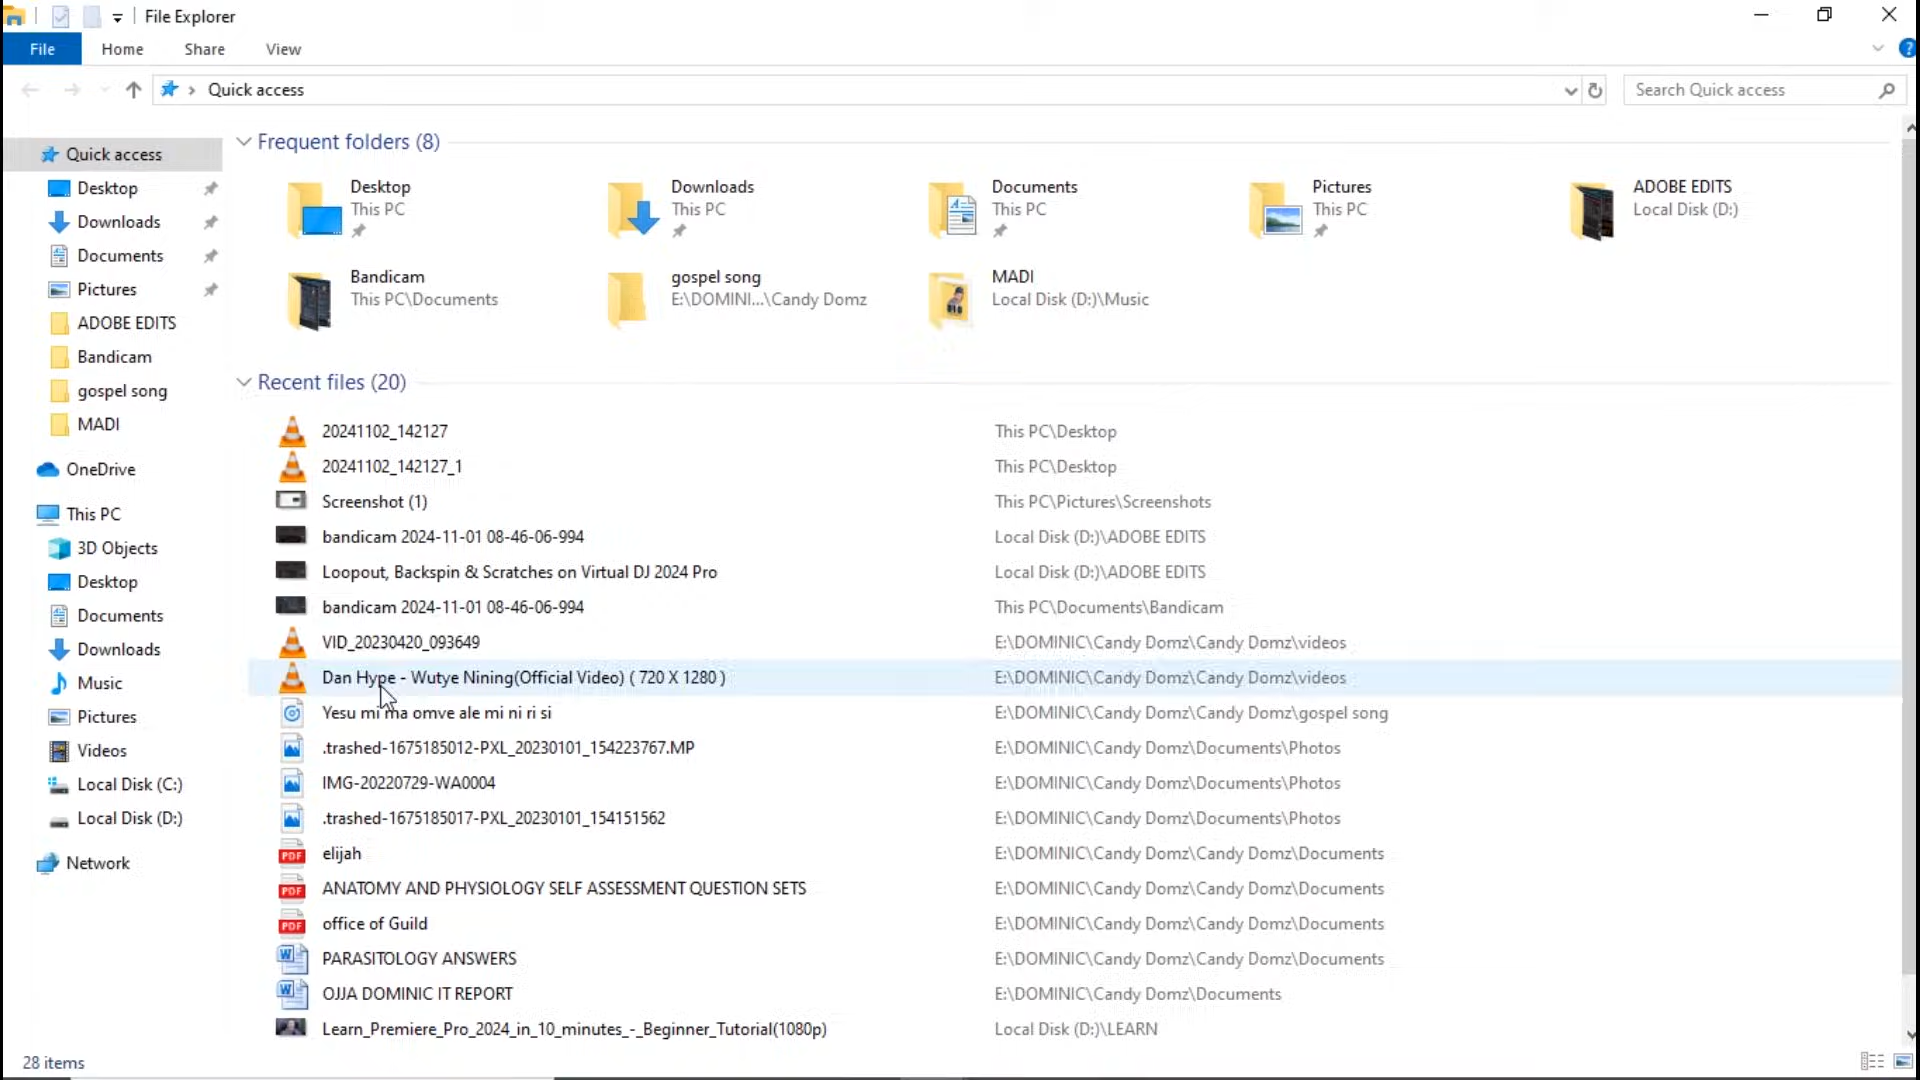 File Explorer
File Home Share View
Quick access Search Quick access
Quick access
Desktop
Downloads
Documents
Pictures
ADOBE EDITS
Bandicam
gospel song
MADI
OneDrive
This PC
3D Objects
Desktop
Documents
Downloads
Music
Pictures
Videos
Local Disk (C:)
Local Disk (D:)
Network
Frequent folders (8)
Desktop
This PC
Downloads
This PC
Documents
This PC
Pictures
This PC
ADOBE EDITS
Local Disk (D:)
Bandicam
This PC\Documents
gospel song
E:\DOMINI...\Candy Domz
MADI
Local Disk (D:)\Music
Recent files (20)
20241102_142127 This PC\Desktop
20241102_142127_1 This PC\Desktop
Screenshot (1) This PC\Pictures\Screenshots
bandicam 2024-11-01 08-46-06-994 Local Disk (D:)\ADOBE EDITS
Loopout, Backspin & Scratches on Virtual DJ 2024 Pro Local Disk (D:)\ADOBE EDITS
bandicam 2024-11-01 08-46-06-994 This PC\Documents\Bandicam
VID_20230420_093649 E:\DOMINIC\Candy Domz\Candy Domz\videos
Dan Hype - Wutye Nining(Official Video) ( 720 X 1280 ) E:\DOMINIC\Candy Domz\Candy Domz\videos
Yesu mi ma omve ale mi ni ri si E:\DOMINIC\Candy Domz\Candy Domz\gospel song
.trashed-1675185012-PXL_20230101_154223767.MP E:\DOMINIC\Candy Domz\Documents\Photos
IMG-20220729-WA0004 E:\DOMINIC\Candy Domz\Documents\Photos
.trashed-1675185017-PXL_20230101_154151562 E:\DOMINIC\Candy Domz\Documents\Photos
elijah E:\DOMINIC\Candy Domz\Candy Domz\Documents
ANATOMY AND PHYSIOLOGY SELF ASSESSMENT QUESTION SETS E:\DOMINIC\Candy Domz\Candy Domz\Documents
office of Guild E:\DOMINIC\Candy Domz\Candy Domz\Documents
PARASITOLOGY ANSWERS E:\DOMINIC\Candy Domz\Candy Domz\Documents
OJJA DOMINIC IT REPORT E:\DOMINIC\Candy Domz\Documents
Learn_Premiere_Pro_2024_in_10_minutes_-_Beginner_Tutorial(1080p) Local Disk (D:)\LEARN
28 items